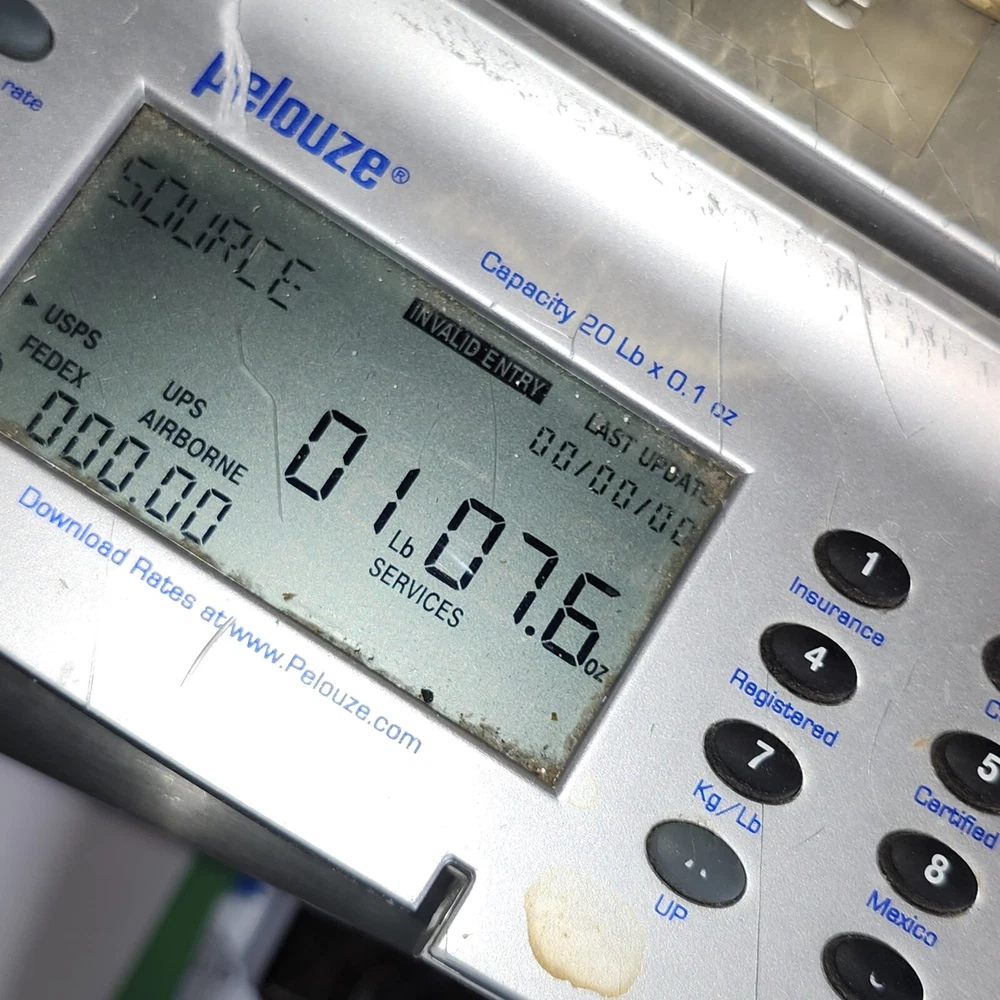 rate
pelouze®
Capacity 20 Lb x 0.1 oz
SOURCE
INVALID ENTRY
USPS
FEDEX
UPS
AIRBORNE
LAST UPDATE
00/00/00
000.00
01 Lb 07.6 oz
SERVICES
Download Rates at www.Pelouze.com
1
Insurance
4
Registered
7
Kg/Lb
UP
5
Certified
8
Mexico